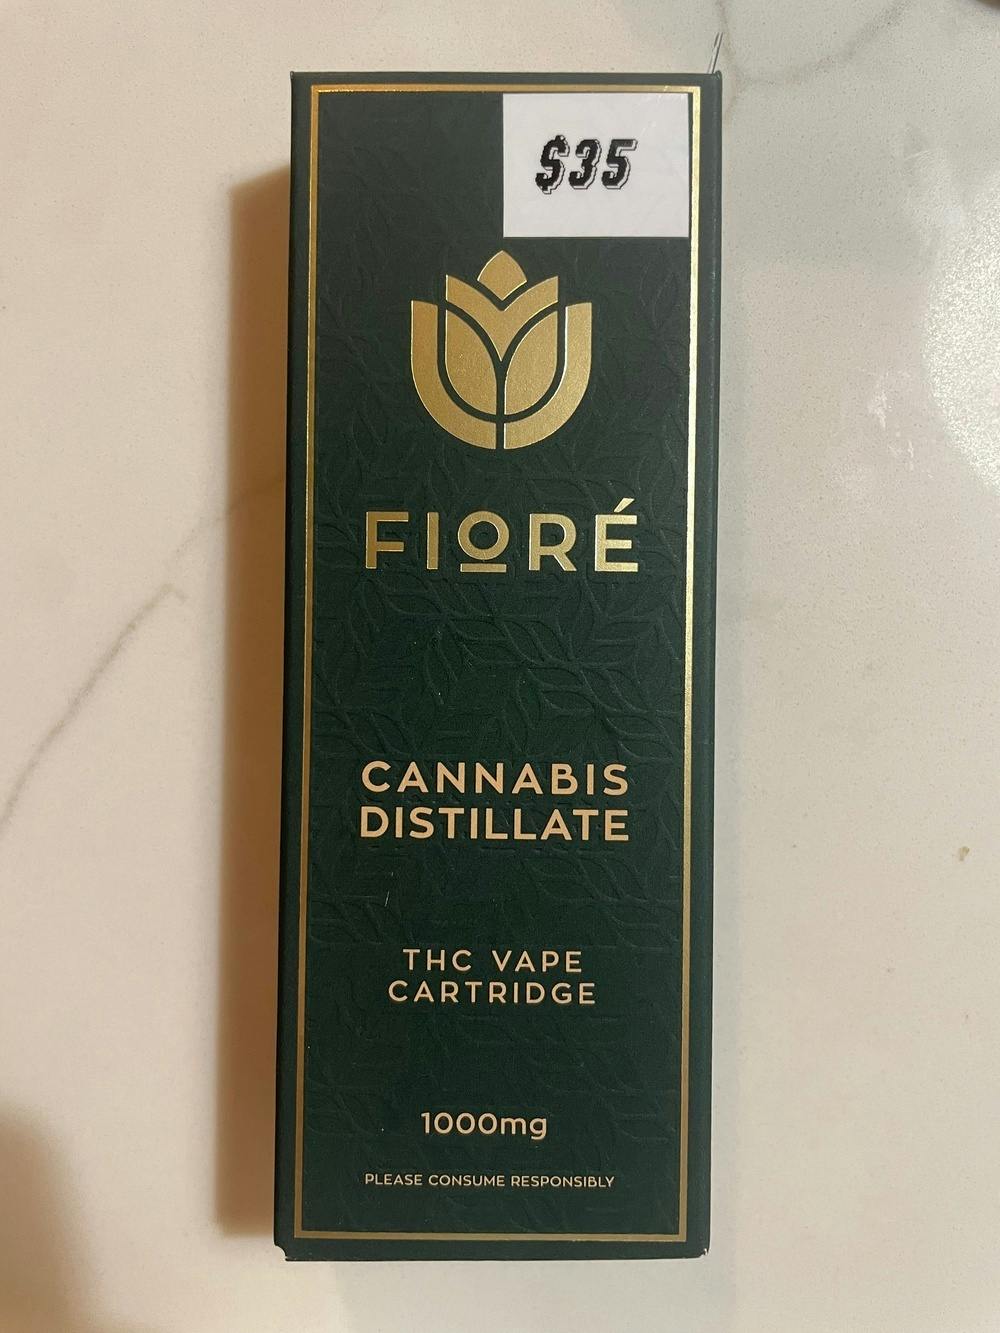 $35
FIORÉ
CANNABIS
DISTILLATE
THC VAPE
CARTRIDGE
1000mg
PLEASE CONSUME RESPONSIBLY